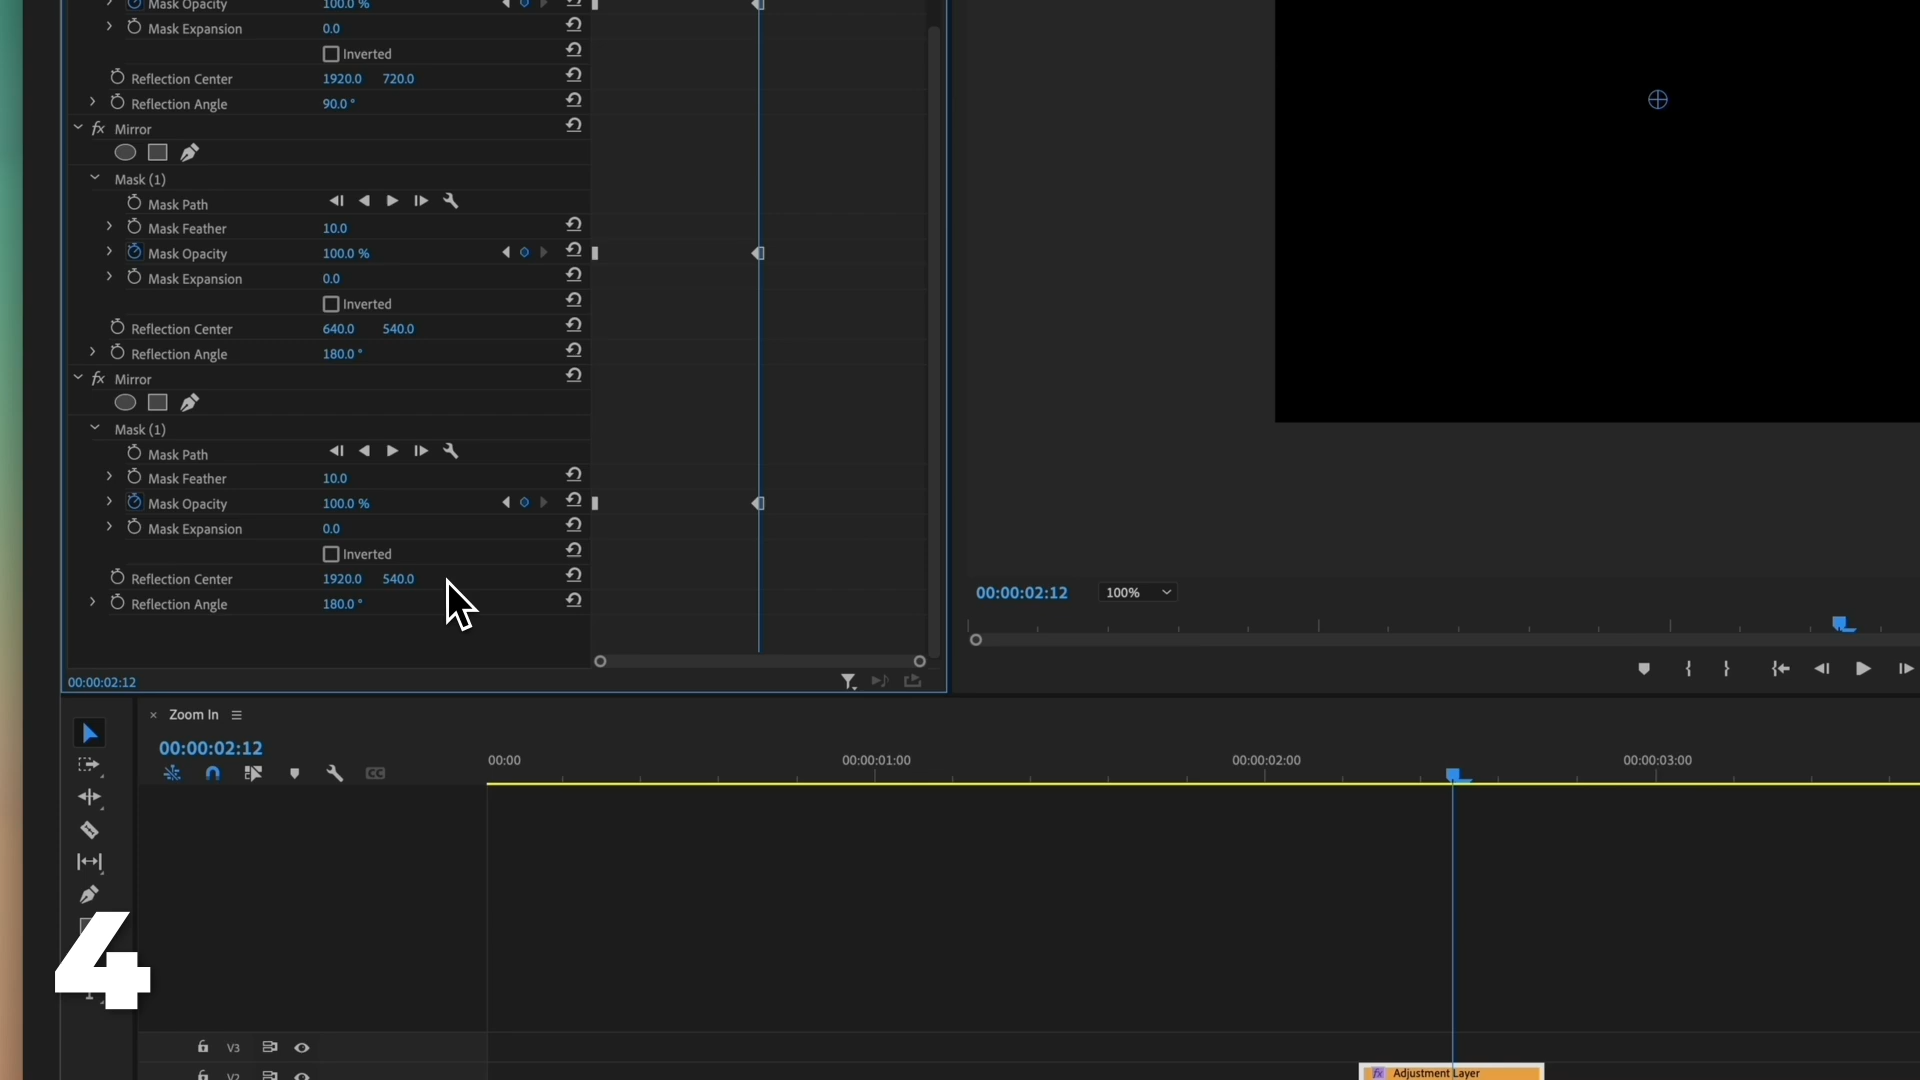 Mask Opacity 100.0 %
Mask Expansion 0.0
Inverted
Reflection Center 1920.0 720.0
Reflection Angle 90.0 °
fx Mirror
Mask (1)
Mask Path
Mask Feather 10.0
Mask Opacity 100.0 %
Mask Expansion 0.0
Inverted
Reflection Center 640.0 540.0
Reflection Angle 180.0 °
fx Mirror
Mask (1)
Mask Path
Mask Feather 10.0
Mask Opacity 100.0 %
Mask Expansion 0.0
Inverted
Reflection Center 1920.0 540.0
Reflection Angle 180.0 °
00:00:02:12
00:00:02:12 100%
× Zoom In
00:00:02:12
00:00 00:00:01:00 00:00:02:00 00:00:03:00
CC
4
V3
V2
fx Adjustment Layer